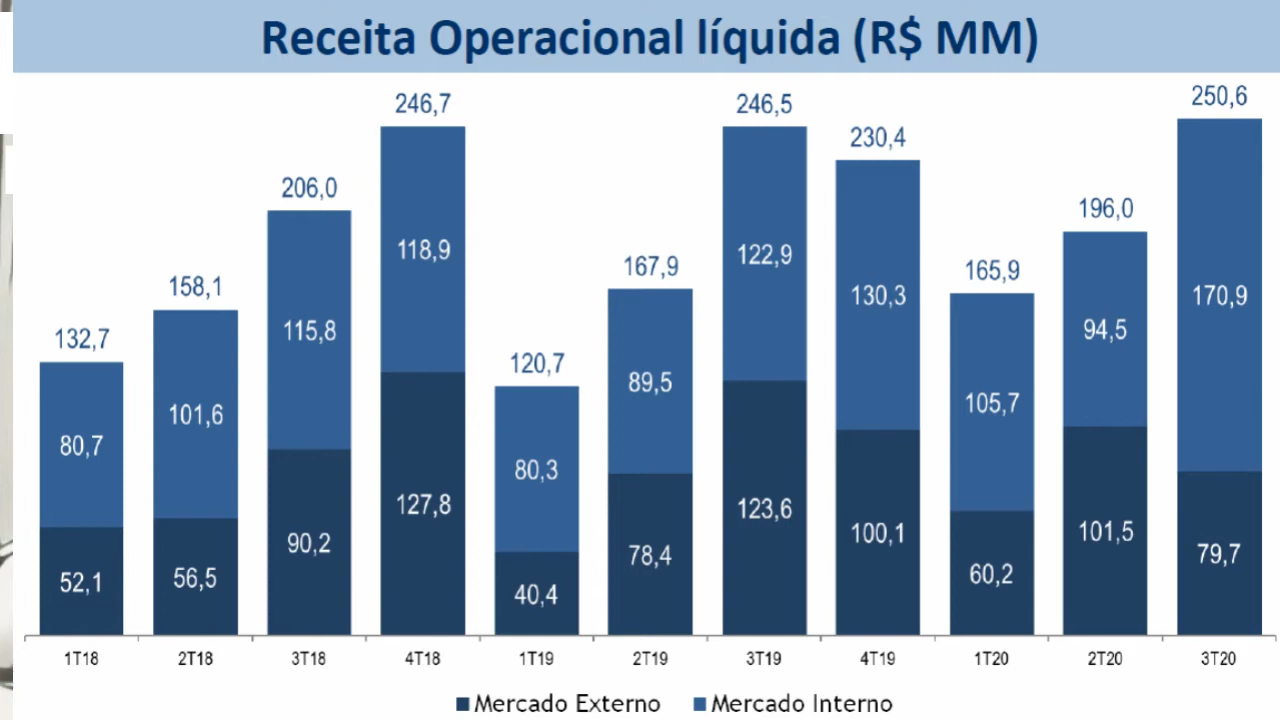 Receita Operacional líquida (R$ MM)
132,7 158,1 206,0 246,7 120,7 167,9 246,5 230,4 165,9 196,0 250,6
80,7 101,6 115,8 118,9 80,3 89,5 122,9 130,3 105,7 94,5 170,9
52,1 56,5 90,2 127,8 40,4 78,4 123,6 100,1 60,2 101,5 79,7
1T18 2T18 3T18 4T18 1T19 2T19 3T19 4T19 1T20 2T20 3T20
Mercado Externo Mercado Interno